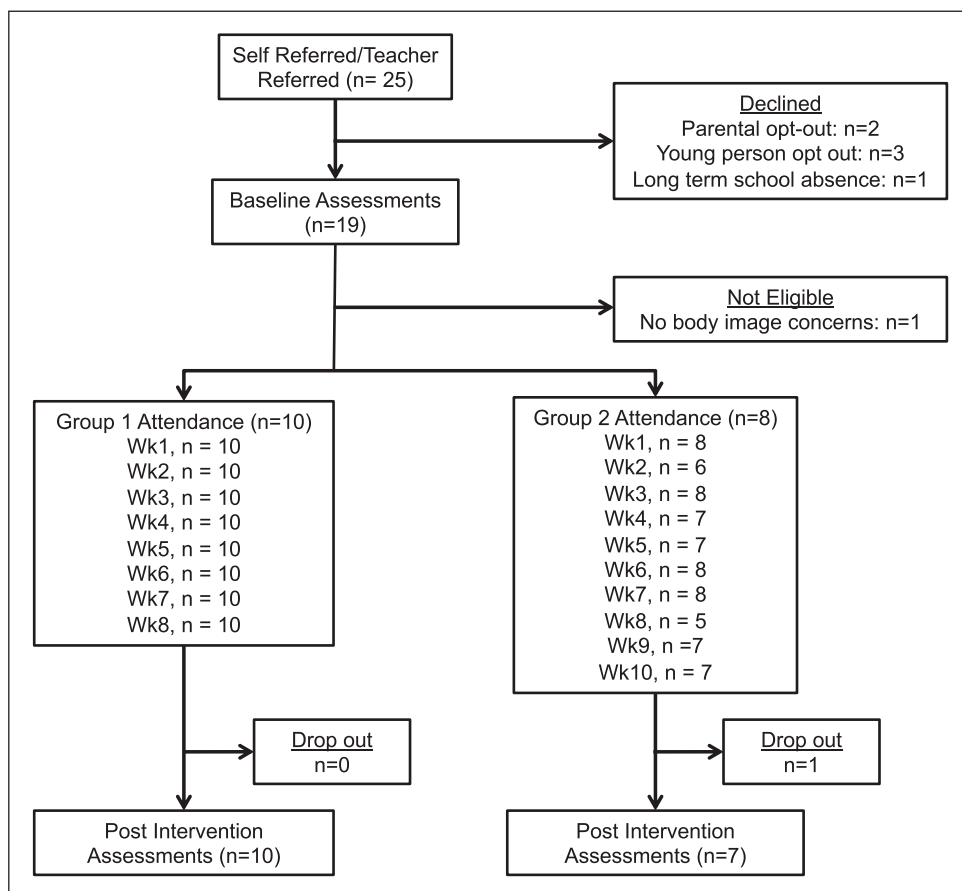 Self Referred/Teacher
Referred (n= 25)
Declined
Parental opt-out: n=2
Young person opt out: n=3
Long term school absence: n=1
Baseline Assessments
(n=19)
Not Eligible
No body image concerns: n=1
Group 1 Attendance (n=10)
Wk1, n = 10
Wk2, n = 10
Wk3, n = 10
Wk4, n = 10
Wk5, n = 10
Wk6, n = 10
Wk7, n = 10
Wk8, n = 10
Group 2 Attendance (n=8)
Wk1, n = 8
Wk2, n = 6
Wk3, n = 8
Wk4, n = 7
Wk5, n = 7
Wk6, n = 8
Wk7, n = 8
Wk8, n = 5
Wk9, n =7
Wk10, n = 7
Drop out
n=0
Drop out
n=1
Post Intervention
Assessments (n=10)
Post Intervention
Assessments (n=7)